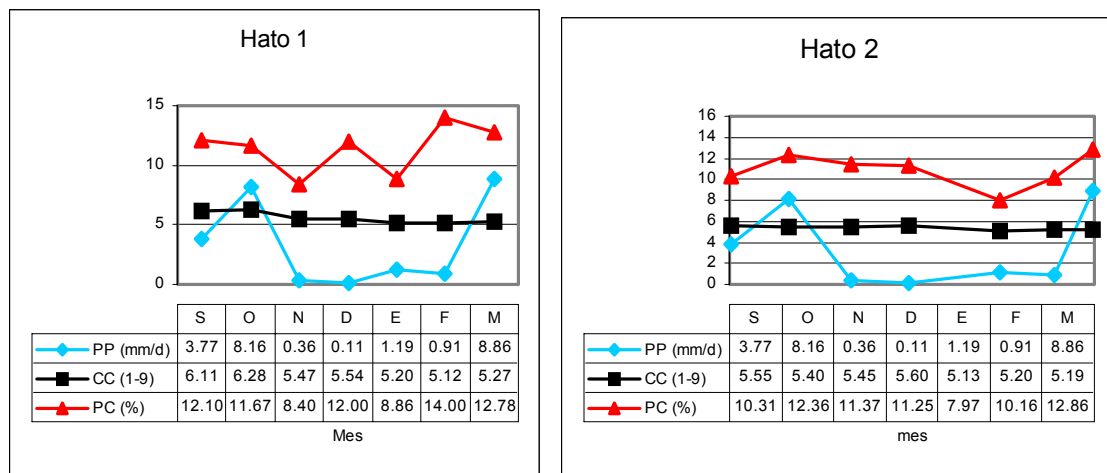 Hato 1
15
10
5
0
S O N D E F M
PP (mm/d) 3.77 8.16 0.36 0.11 1.19 0.91 8.86
CC (1-9) 6.11 6.28 5.47 5.54 5.20 5.12 5.27
PC (%) 12.10 11.67 8.40 12.00 8.86 14.00 12.78
Mes
Hato 2
16
14
12
10
8
6
4
2
0
S O N D E F M
PP (mm/d) 3.77 8.16 0.36 0.11 1.19 0.91 8.86
CC (1-9) 5.55 5.40 5.45 5.60 5.13 5.20 5.19
PC (%) 10.31 12.36 11.37 11.25 7.97 10.16 12.86
mes